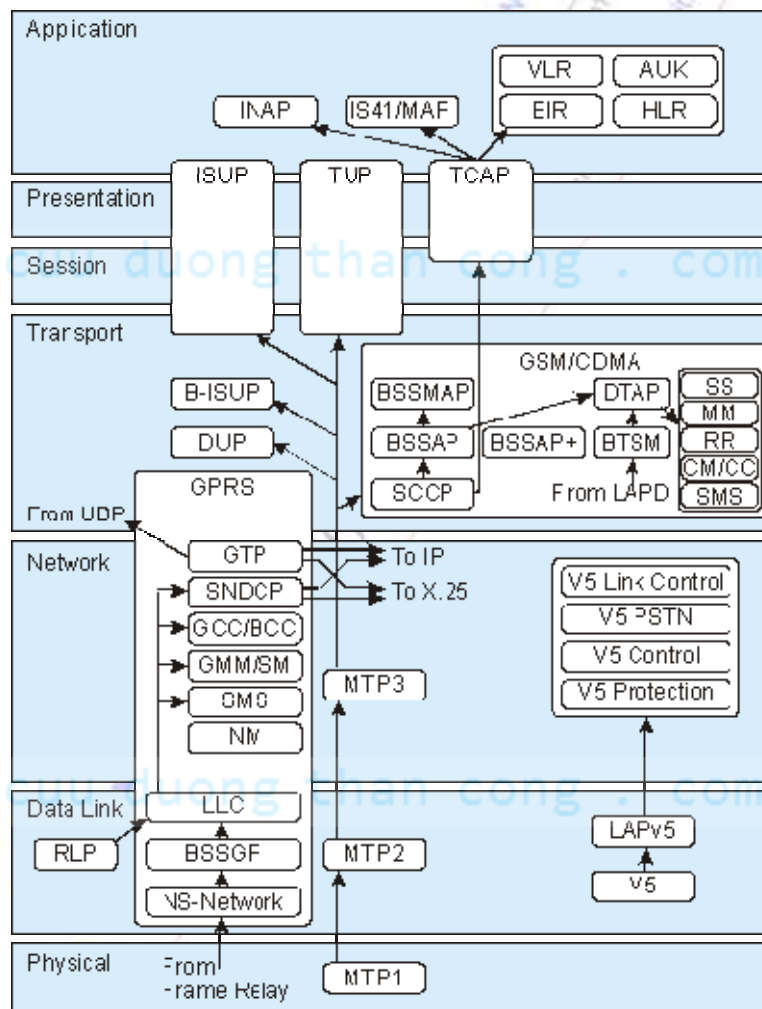 Appication
VLR
AUK
EIR
HLR
INAP
IS41/MAF
ISUP
TUP
TCAP
Presentation
Session
cuu duong than cong . com
Transport
GSM/CDMA
B-ISUP
DUP
BSSMAP
DTAP
SS
MM
BSSAP
BSSAP+
BTSM
RR
CM/CC
SCCP
From LAPD
SMS
GPRS
From UDP
Network
GTP
To IP
SNDCP
To X.25
GCC/BCC
GMM/SM
NM
MTP3
V5 Link Control
V5 PSTN
V5 Control
V5 Protection
cuu duong than cong . com
Data Link
LLC
RLP
BSSGF
MTP2
LAPv5
V5
NS-Network
Physical
From
Frame Relay
MTP1